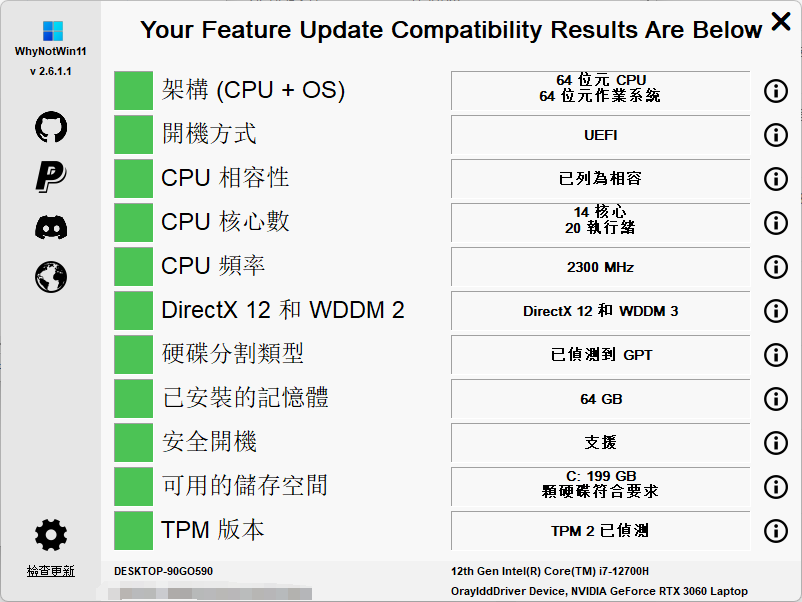 Your Feature Update Compatibility Results Are Below
WhyNotWin11
v 2.6.1.1
架構 (CPU + OS)
64 位元 CPU
64 位元作業系統
開機方式
UEFI
CPU 相容性
已列為相容
CPU 核心數
14 核心
20 執行緒
CPU 頻率
2300 MHz
DirectX 12 和 WDDM 2
DirectX 12 和 WDDM 3
硬碟分割類型
已偵測到 GPT
已安裝的記憶體
64 GB
安全開機
支援
可用的儲存空間
C: 199 GB
顆硬碟符合要求
TPM 版本
TPM 2 已偵測
檢查更新
DESKTOP-90GO590
12th Gen Intel(R) Core(TM) i7-12700H
OrayIddDriver Device, NVIDIA GeForce RTX 3060 Laptop